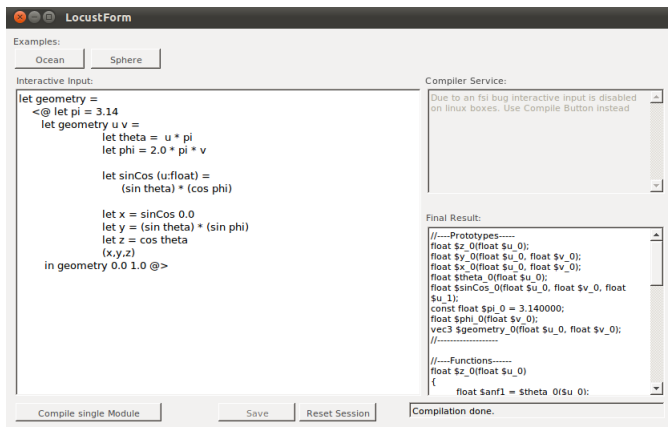 LocustForm
Examples:
Ocean
Sphere
Interactive Input:
let geometry =
<@ let pi = 3.14
let geometry u v =
let theta = u * pi
let phi = 2.0 * pi * v
let sinCos (u:float) =
(sin theta) * (cos phi)
let x = sinCos 0.0
let y = (sin theta) * (sin phi)
let z = cos theta
(x,y,z)
in geometry 0.0 1.0 @>
Compiler Service:
Due to an fsi bug interactive input is disabled
on linux boxes. Use Compile Button instead
Final Result:
//----Prototypes-----
float $z_0(float $u_0);
float $y_0(float $u_0, float $v_0);
float $x_0(float $u_0, float $v_0);
float $theta_0(float $u_0);
float $sinCos_0(float $u_0, float $v_0, float
$u_1);
const float $pi_0 = 3.140000;
float $phi_0(float $v_0);
vec3 $geometry_0(float $u_0, float $v_0);
//-------------------
//----Functions------
float $z_0(float $u_0)
{
float $anf1 = $theta_0($u_0);
Compile single Module
Save
Reset Session
Compilation done.